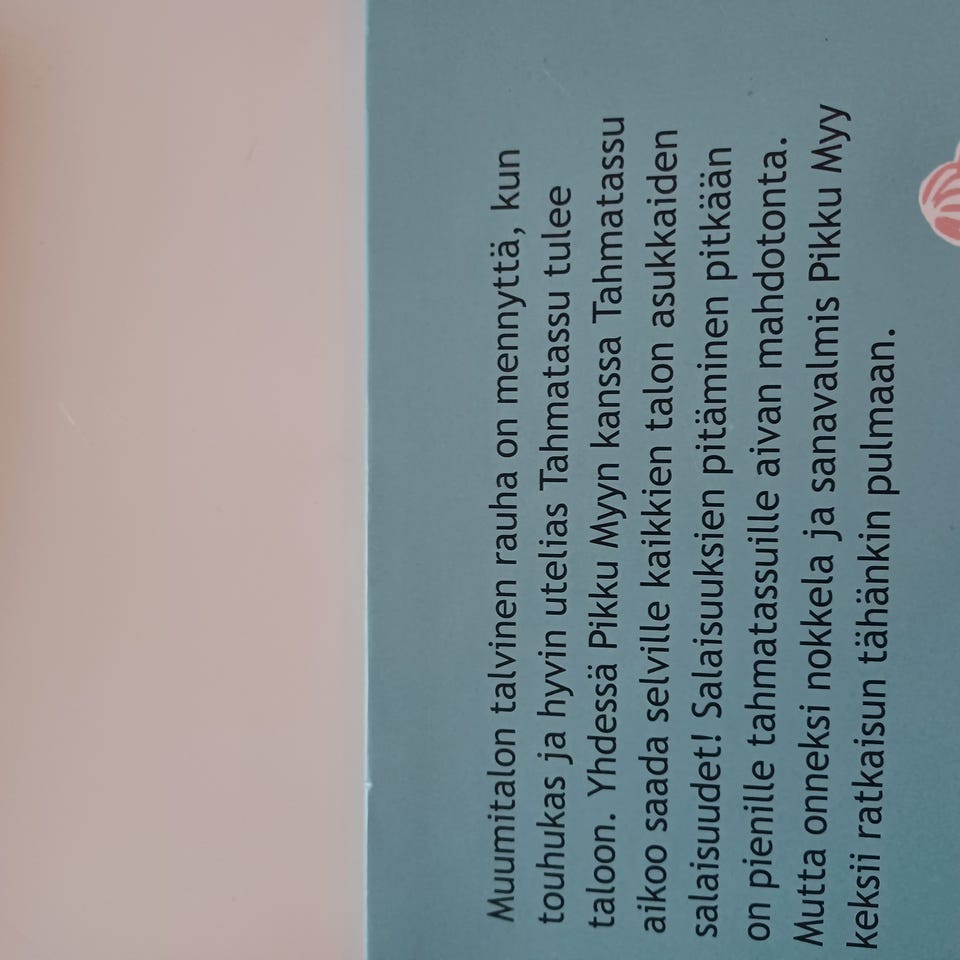 Muumitalon talvinen rauha on mennyttä, kun
touhukas ja hyvin utelias Tahmatassu tulee
taloon. Yhdessä Pikku Myyn kanssa Tahmatassu
aikoo saada selville kaikkien talon asukkaiden
salaisuudet! Salaisuuksien pitäminen pitkään
on pienille tahmatassuille aivan mahdotonta.
Mutta onneksi nokkela ja sanavalmis Pikku Myy
keksii ratkaisun tähänkin pulmaan.